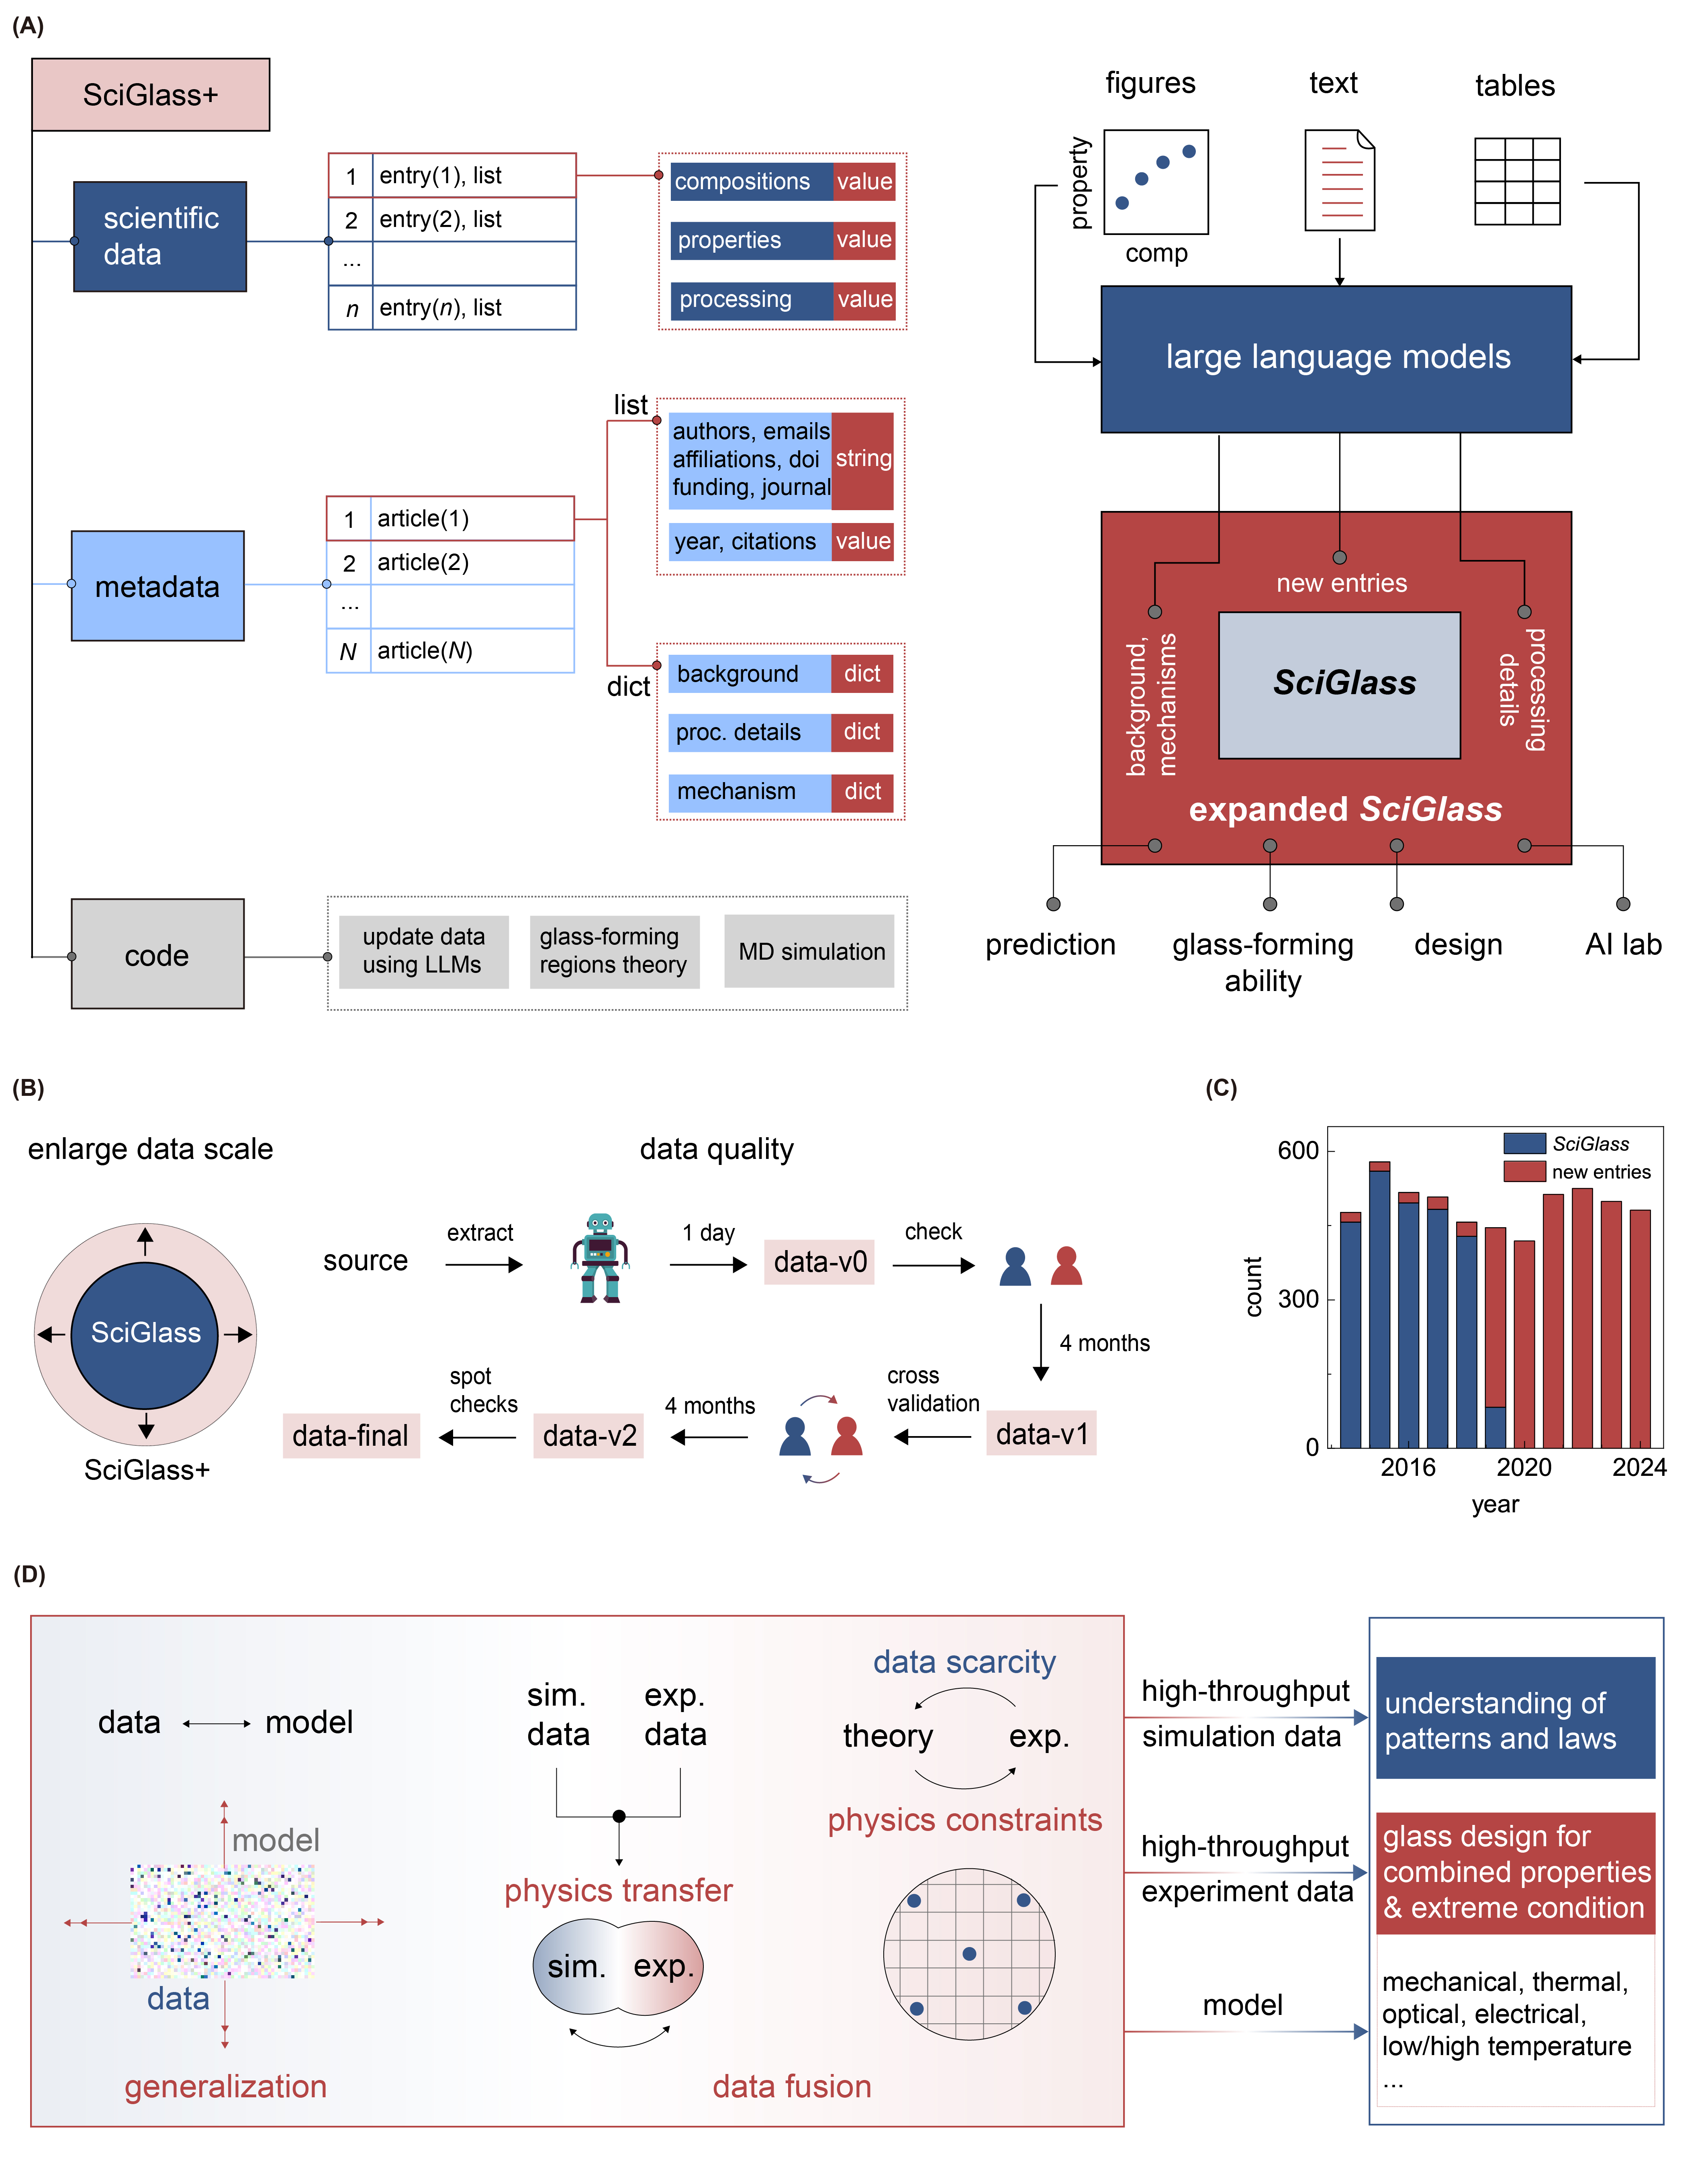 (A)
SciGlass+
scientific
data
1 entry(1), list
2 entry(2), list
...
n entry(n), list
compositions value
properties value
processing value
metadata
1 article(1)
2 article(2)
...
N article(N)
list
authors, emails
affiliations, doi
funding, journal
string
year, citations value
dict
background dict
proc. details dict
mechanism dict
code
update data
using LLMs
glass-forming
regions theory
MD simulation
figures
text
tables
property
comp
large language models
new entries
background,
mechanisms
processing
details
SciGlass
expanded SciGlass
prediction
glass-forming
ability
design
AI lab
(B)
enlarge data scale
SciGlass
SciGlass+
data quality
source
extract
1 day
data-v0
check
4 months
data-v1
cross
validation
4 months
data-v2
spot
checks
data-final
(C)
SciGlass
new entries
600
300
0
count
2016
2020
2024
year
(D)
data
model
model
data
generalization
sim.
data
exp.
data
physics transfer
sim.
exp.
data scarcity
theory
exp.
physics constraints
data fusion
high-throughput
simulation data
high-throughput
experiment data
model
understanding of
patterns and laws
glass design for
combined properties
& extreme condition
mechanical, thermal,
optical, electrical,
low/high temperature
...